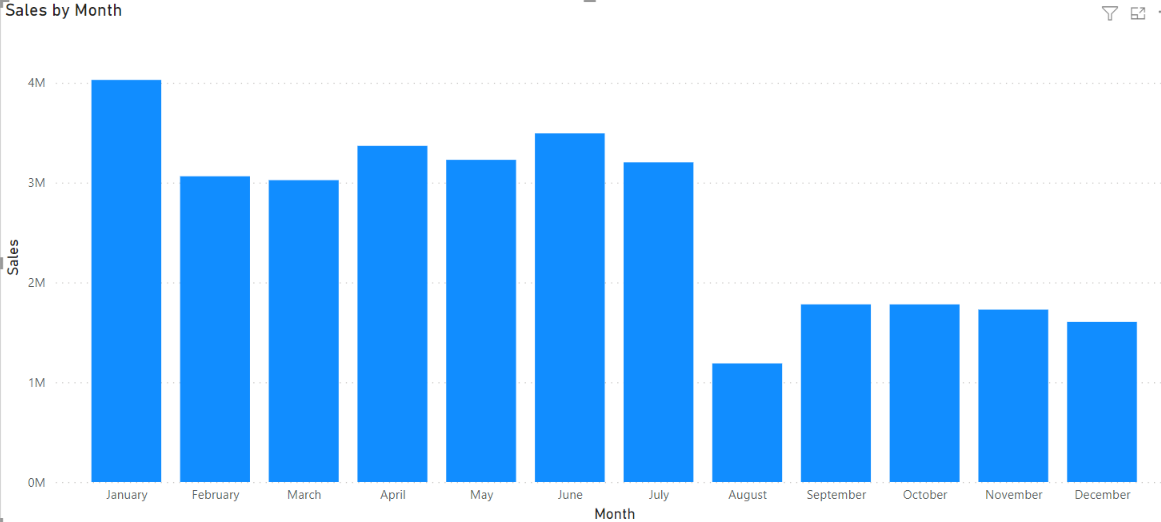 Sales by Month
4M
3M
2M
1M
0M
Sales
January February March April May June July August September October November December
Month